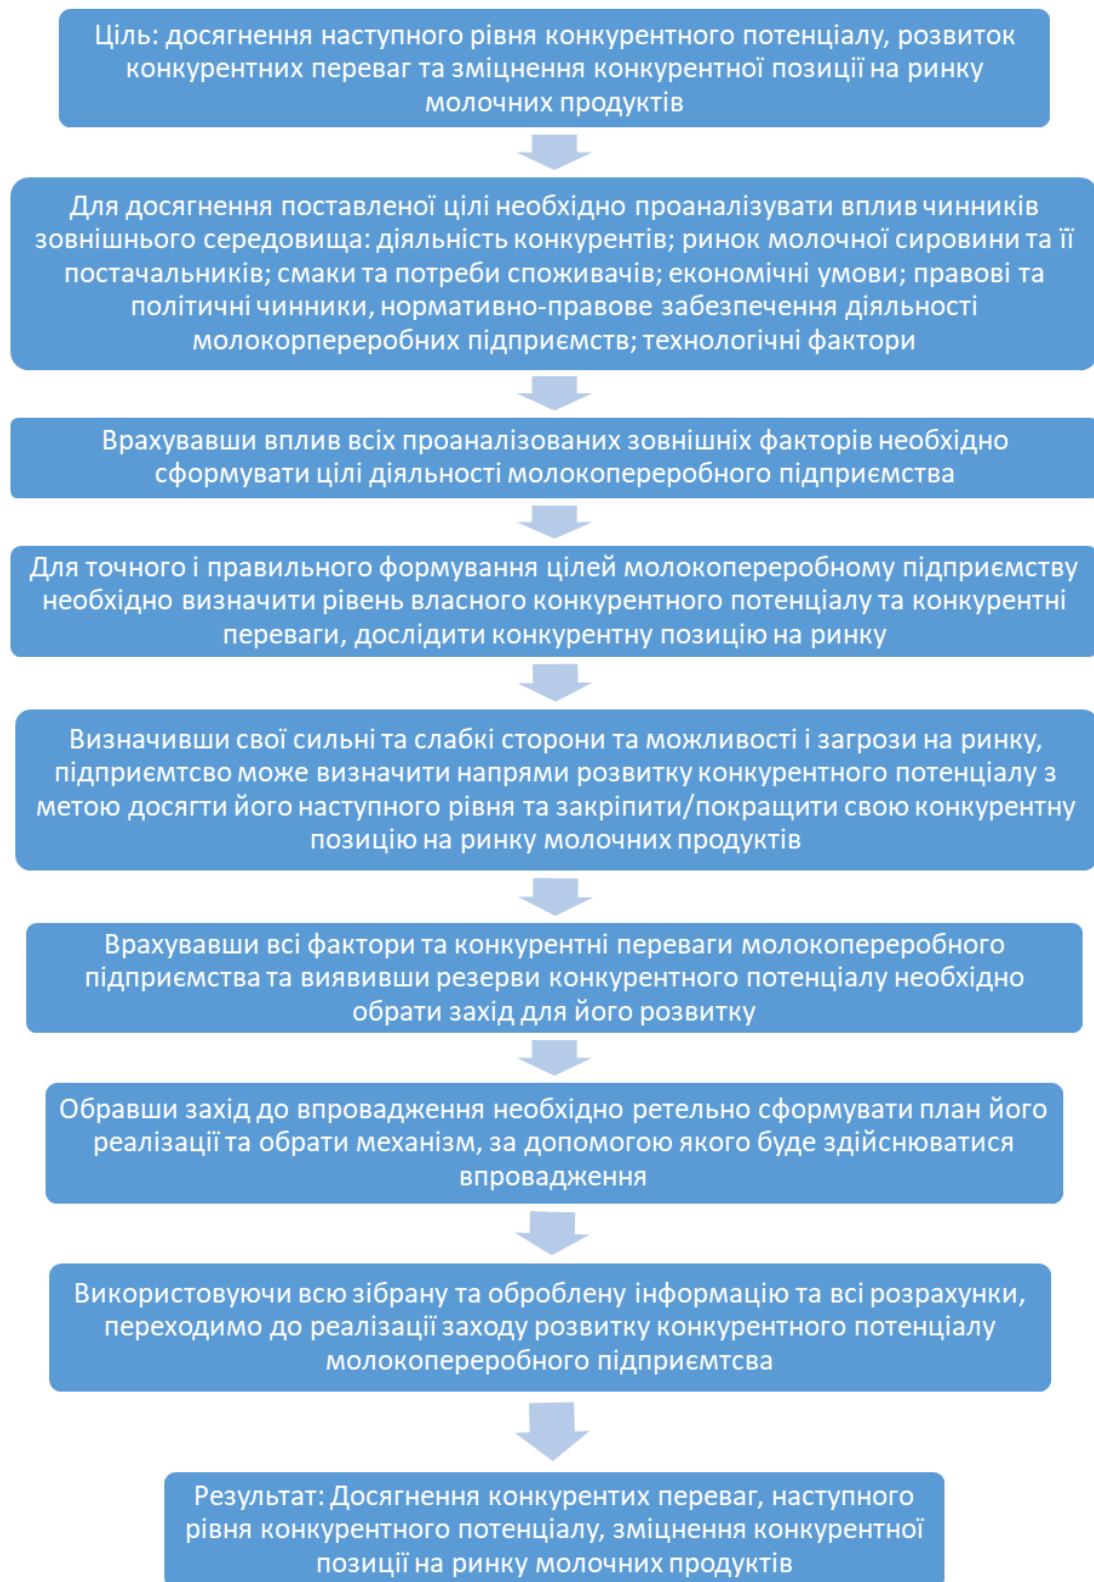 Ціль: досягнення наступного рівня конкурентного потенціалу, розвиток
конкурентних переваг та зміцнення конкурентної позиції на ринку
молочних продуктів
Для досягнення поставленої цілі необхідно проаналізувати вплив чинників
зовнішнього середовища: діяльність конкурентів; ринок молочної сировини та її
постачальників; смаки та потреби споживачів; економічні умови; правові та
політичні чинники, нормативно-правове забезпечення діяльності
молокорпереробних підприємств; технологічні фактори
Врахувавши вплив всіх проаналізованих зовнішніх факторів необхідно
сформувати цілі діяльності молокопереробного підприємства
Для точного і правильного формування цілей молокопереробному підприємству
необхідно визначити рівень власного конкурентного потенціалу та конкурентні
переваги, дослідити конкурентну позицію на ринку
Визначивши свої сильні та слабкі сторони та можливості і загрози на ринку,
підприємтсво може визначити напрями розвитку конкурентного потенціалу з
метою досягти його наступного рівня та закріпити/покращити свою конкурентну
позицію на ринку молочних продуктів
Врахувавши всі фактори та конкурентні переваги молокопереробного
підприємства та виявивши резерви конкурентного потенціалу необхідно
обрати захід для його розвитку
Обравши захід до впровадження необхідно ретельно сформувати план його
реалізації та обрати механізм, за допомогою якого буде здійснюватися
впровадження
Використовуючи всю зібрану та оброблену інформацію та всі розрахунки,
переходимо до реалізації заходу розвитку конкурентного потенціалу
молокопереробного підприємтсва
Результат: Досягнення конкурентих переваг, наступного
рівня конкурентного потенціалу, зміцнення конкурентної
позиції на ринку молочних продуктів